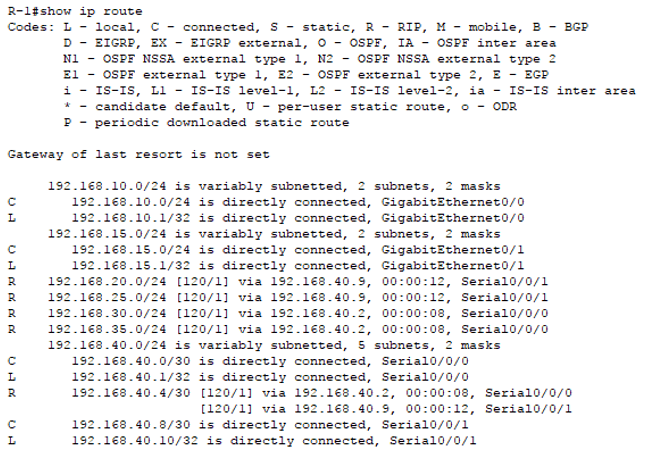 R-1#show ip route
Codes: L - local, C - connected, S - static, R - RIP, M - mobile, B - BGP
D - EIGRP, EX - EIGRP external, O - OSPF, IA - OSPF inter area
N1 - OSPF NSSA external type 1, N2 - OSPF NSSA external type 2
E1 - OSPF external type 1, E2 - OSPF external type 2, E - EGP
i - IS-IS, L1 - IS-IS level-1, L2 - IS-IS level-2, ia - IS-IS inter area
* - candidate default, U - per-user static route, o - ODR
P - periodic downloaded static route
Gateway of last resort is not set
192.168.10.0/24 is variably subnetted, 2 subnets, 2 masks
C 192.168.10.0/24 is directly connected, GigabitEthernet0/0
L 192.168.10.1/32 is directly connected, GigabitEthernet0/0
192.168.15.0/24 is variably subnetted, 2 subnets, 2 masks
C 192.168.15.0/24 is directly connected, GigabitEthernet0/1
L 192.168.15.1/32 is directly connected, GigabitEthernet0/1
R 192.168.20.0/24 [120/1] via 192.168.40.9, 00:00:12, Serial0/0/1
R 192.168.25.0/24 [120/1] via 192.168.40.9, 00:00:12, Serial0/0/1
R 192.168.30.0/24 [120/1] via 192.168.40.2, 00:00:08, Serial0/0/0
R 192.168.35.0/24 [120/1] via 192.168.40.2, 00:00:08, Serial0/0/0
192.168.40.0/24 is variably subnetted, 5 subnets, 2 masks
C 192.168.40.0/30 is directly connected, Serial0/0/0
L 192.168.40.1/32 is directly connected, Serial0/0/0
R 192.168.40.4/30 [120/1] via 192.168.40.2, 00:00:08, Serial0/0/0
[120/1] via 192.168.40.9, 00:00:12, Serial0/0/1
C 192.168.40.8/30 is directly connected, Serial0/0/1
L 192.168.40.10/32 is directly connected, Serial0/0/1